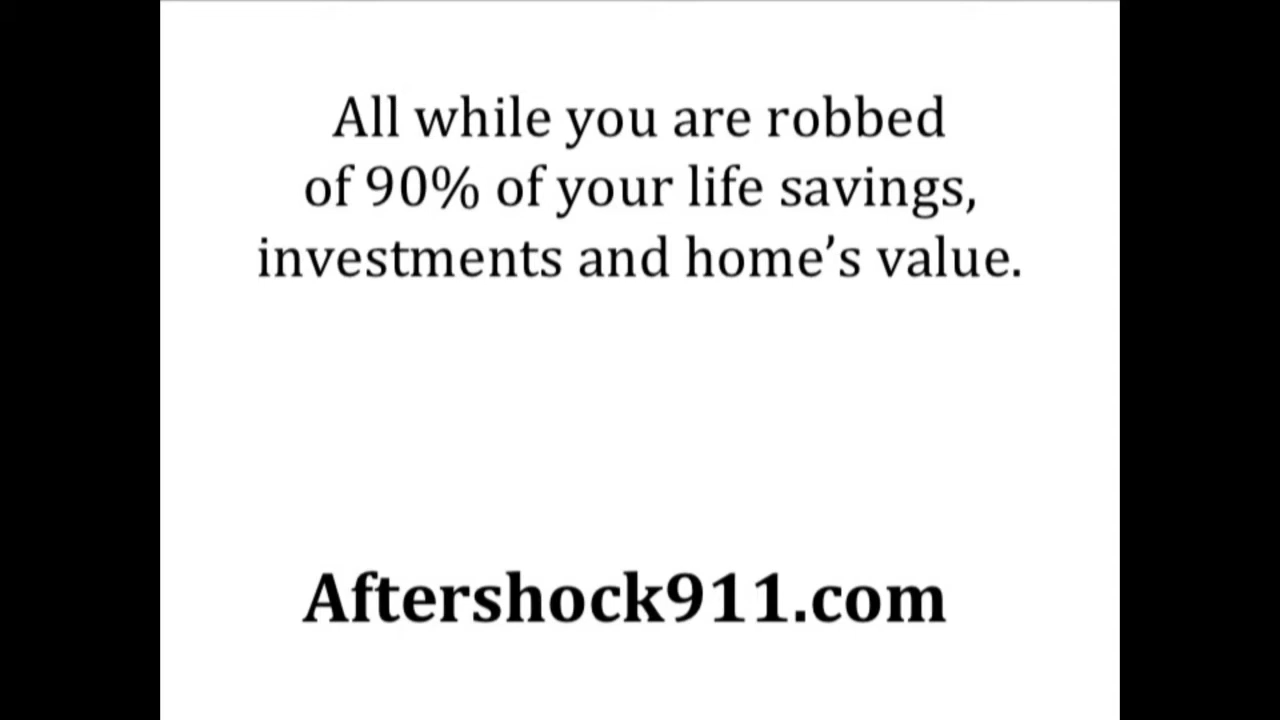 All while you are robbed
of 90% of your life savings,
investments and home’s value.
Aftershock911.com